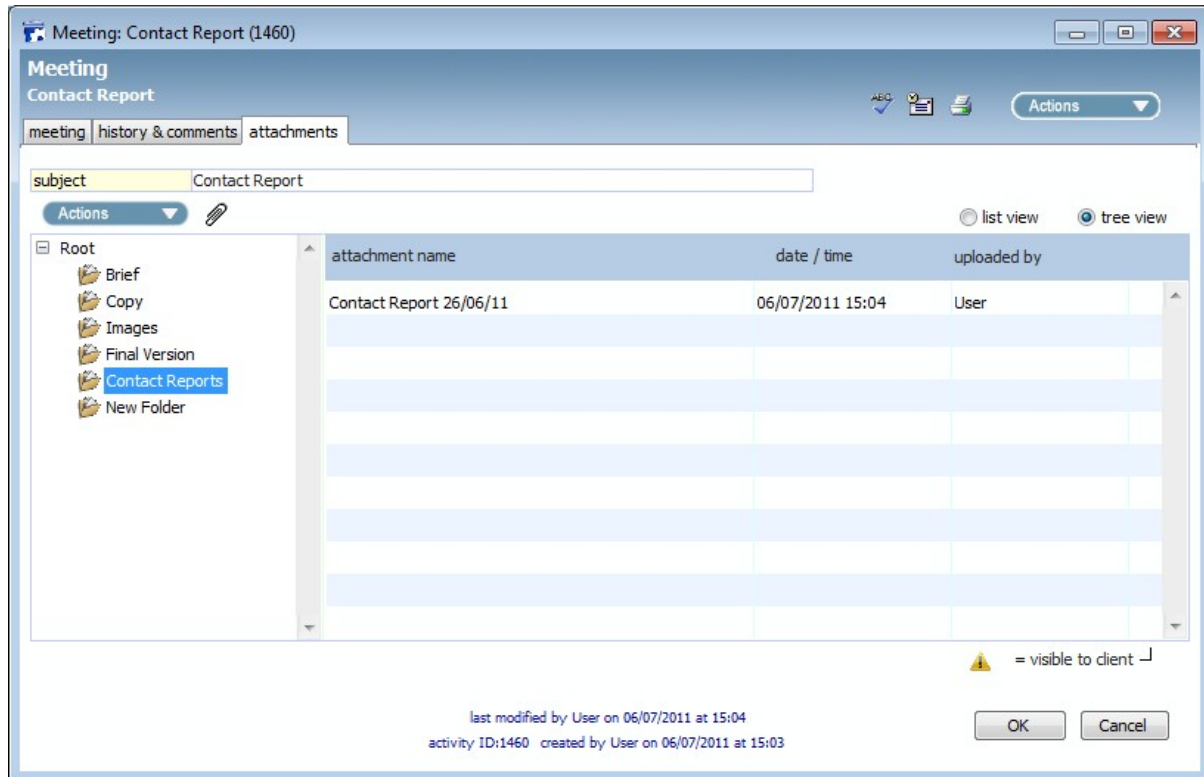 Meeting: Contact Report (1460)
Meeting
Contact Report
ABC
Actions
meeting history & comments attachments
subject Contact Report
Actions list view tree view
Root attachment name date / time uploaded by
Brief
Copy Contact Report 26/06/11 06/07/2011 15:04 User
Images
Final Version
Contact Reports
New Folder
= visible to client
last modified by User on 06/07/2011 at 15:04
activity ID:1460 created by User on 06/07/2011 at 15:03
OK Cancel